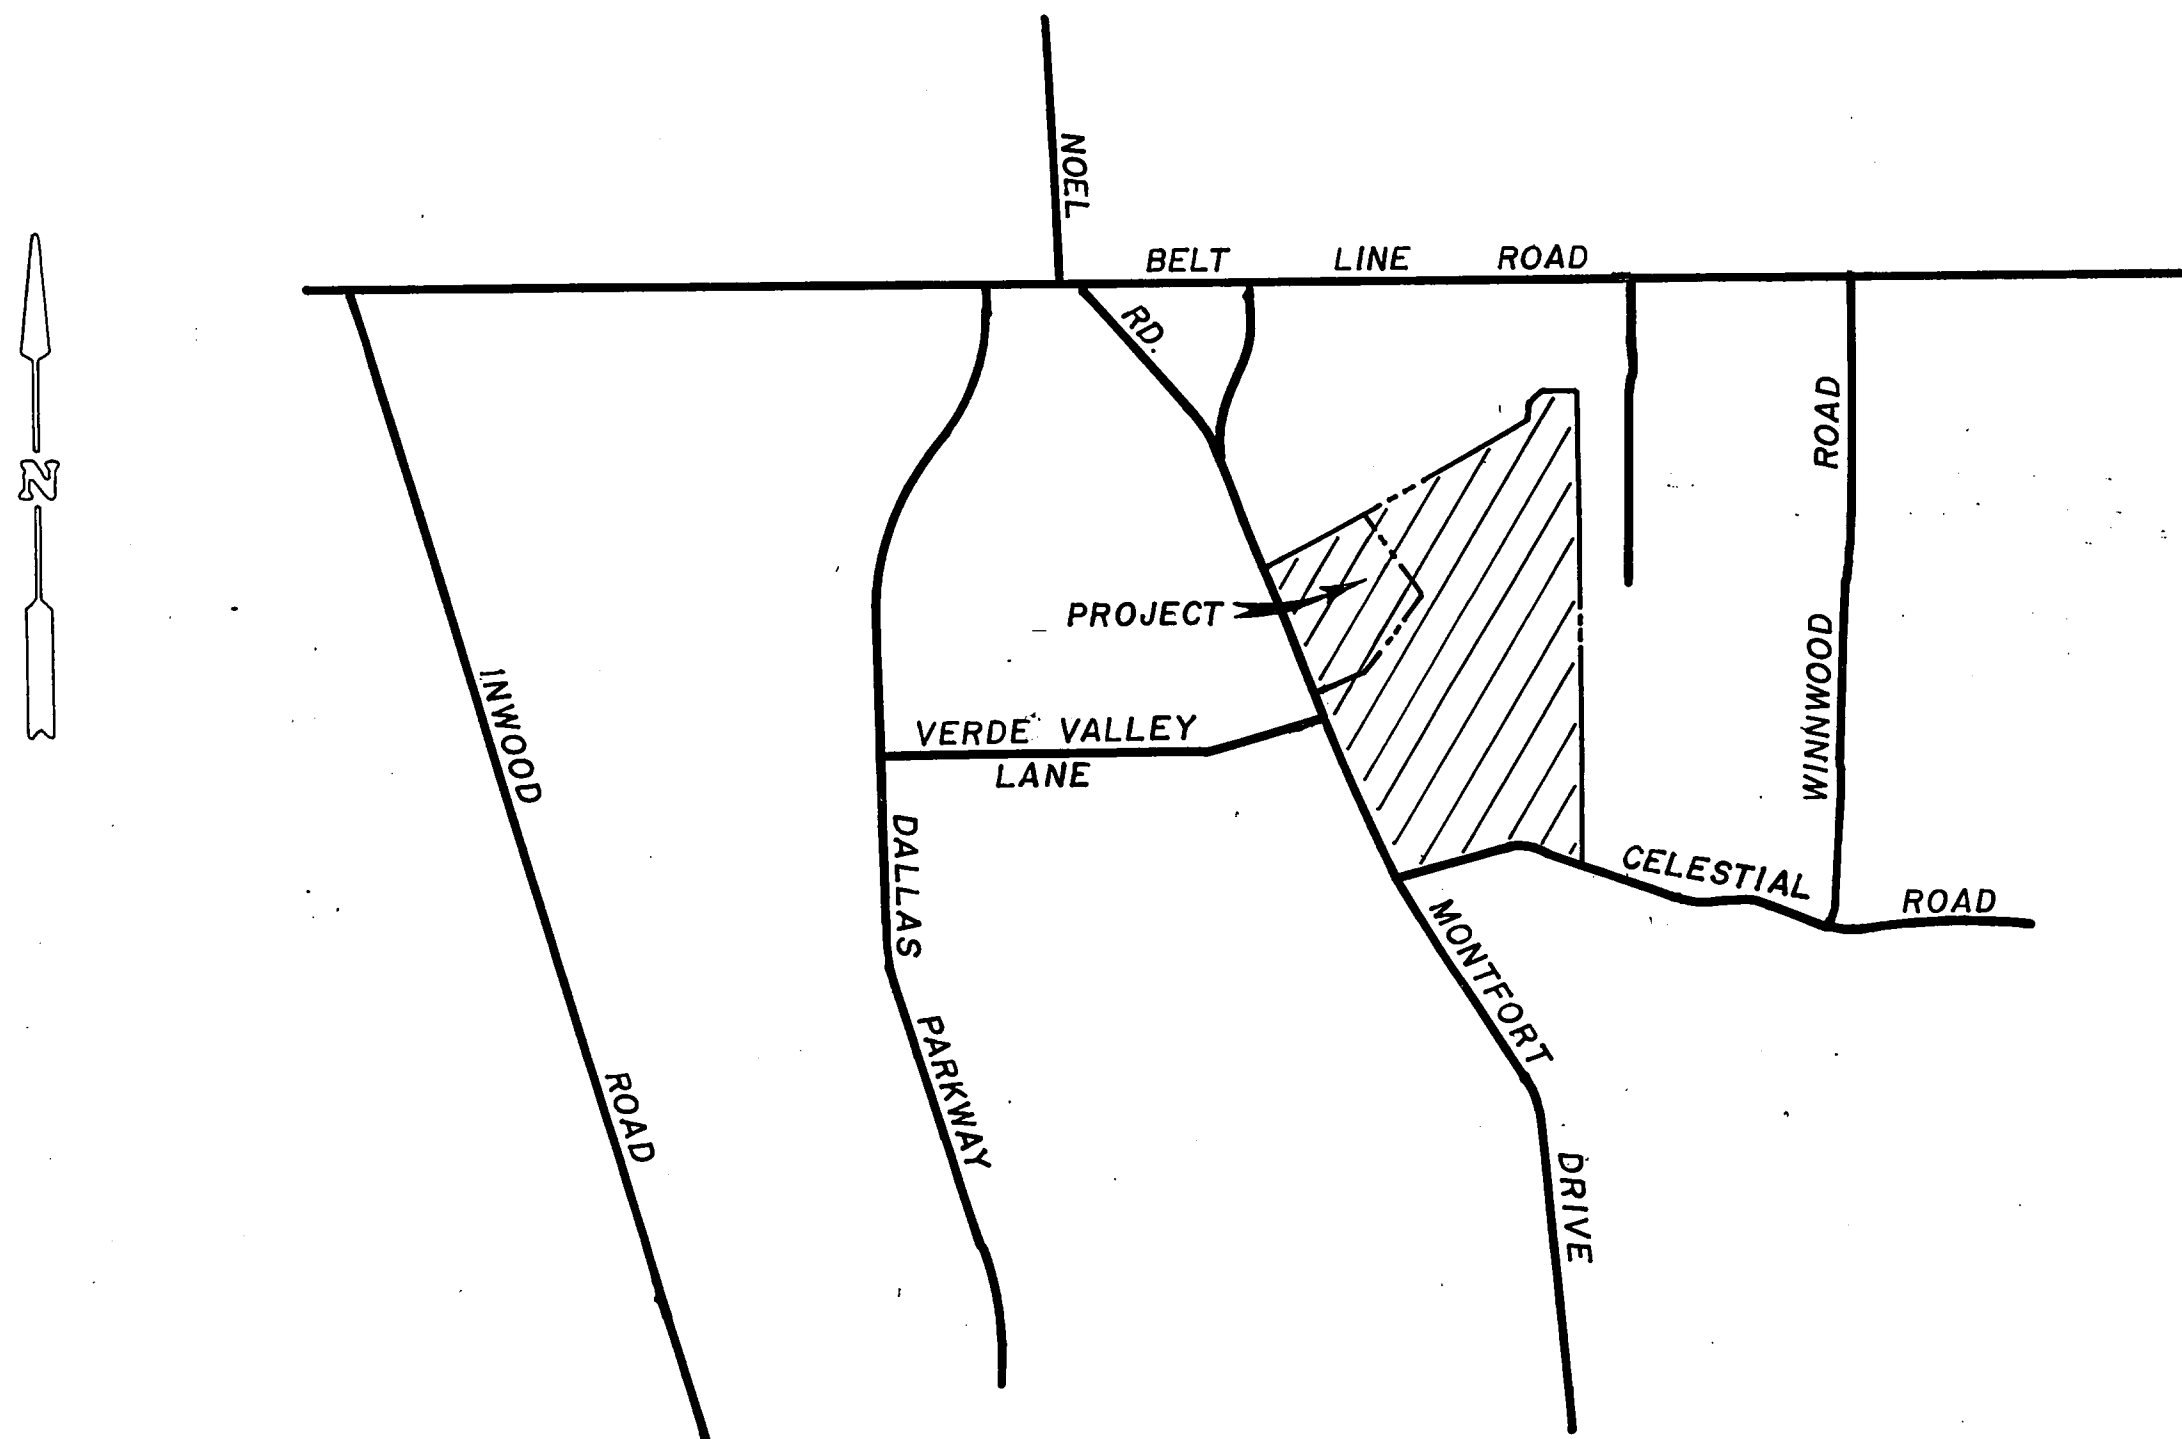 NOEL
BELT LINE ROAD
RD.
N
ROAD
PROJECT
WINNWOOD
INWOOD
VERDE VALLEY
LANE
DALLAS
CELESTIAL
ROAD
MONTFORT
PARKWAY
ROAD
DRIVE